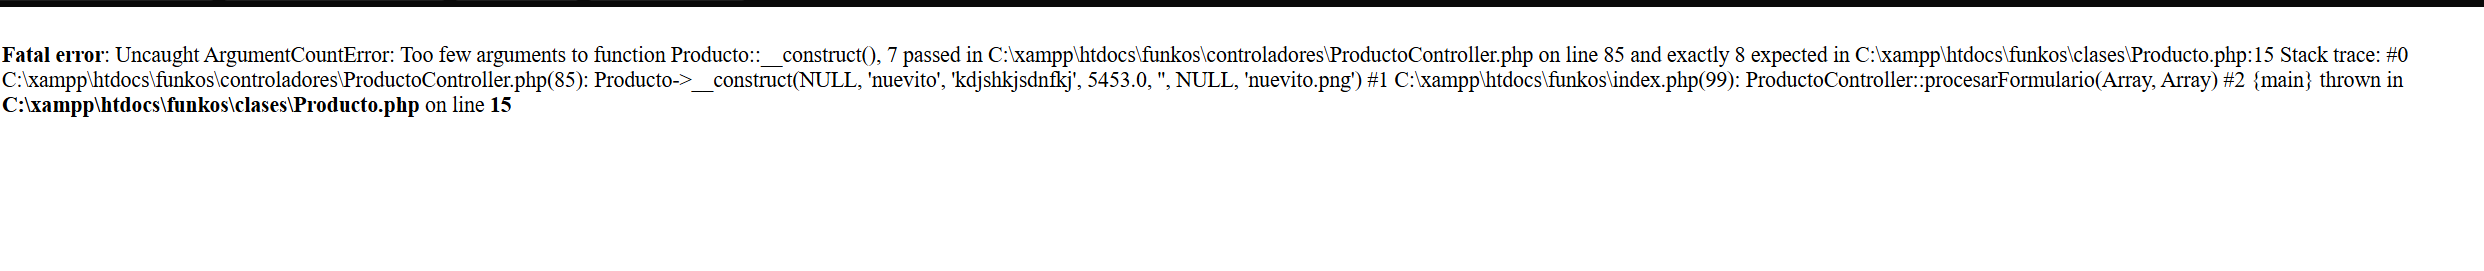 Fatal error: Uncaught ArgumentCountError: Too few arguments to function Producto::__construct(), 7 passed in C:\xampp\htdocs\funkos\controladores\ProductoController.php on line 85 and exactly 8 expected in C:\xampp\htdocs\funkos\clases\Producto.php:15 Stack trace: #0
C:\xampp\htdocs\funkos\controladores\ProductoController.php(85): Producto->__construct(NULL, 'nuevito', 'kdjshkjsdnfkj', 5453.0, '', NULL, 'nuevito.png') #1 C:\xampp\htdocs\funkos\index.php(99): ProductoController::procesarFormulario(Array, Array) #2 {main} thrown in
C:\xampp\htdocs\funkos\clases\Producto.php on line 15